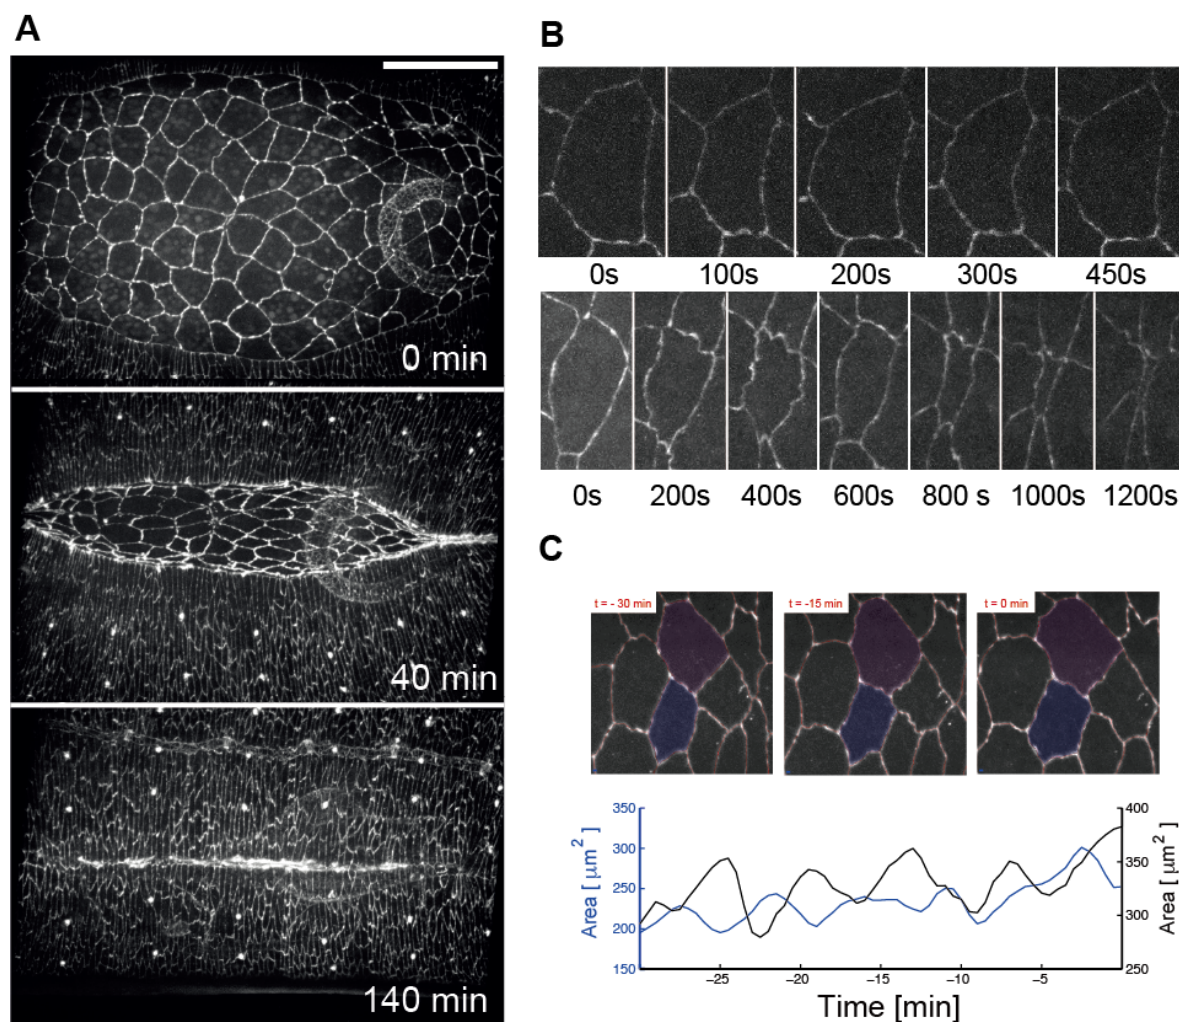 A
0 min
40 min
140 min
B
0s 100s 200s 300s 450s
0s 200s 400s 600s 800 s 1000s 1200s
C
t = - 30 min t = -15 min t = 0 min
350 400
300 350
250
200 300
150 250
Area [ μm²]
Area [ μm²]
−25 −20 −15 −10 −5
Time [min]